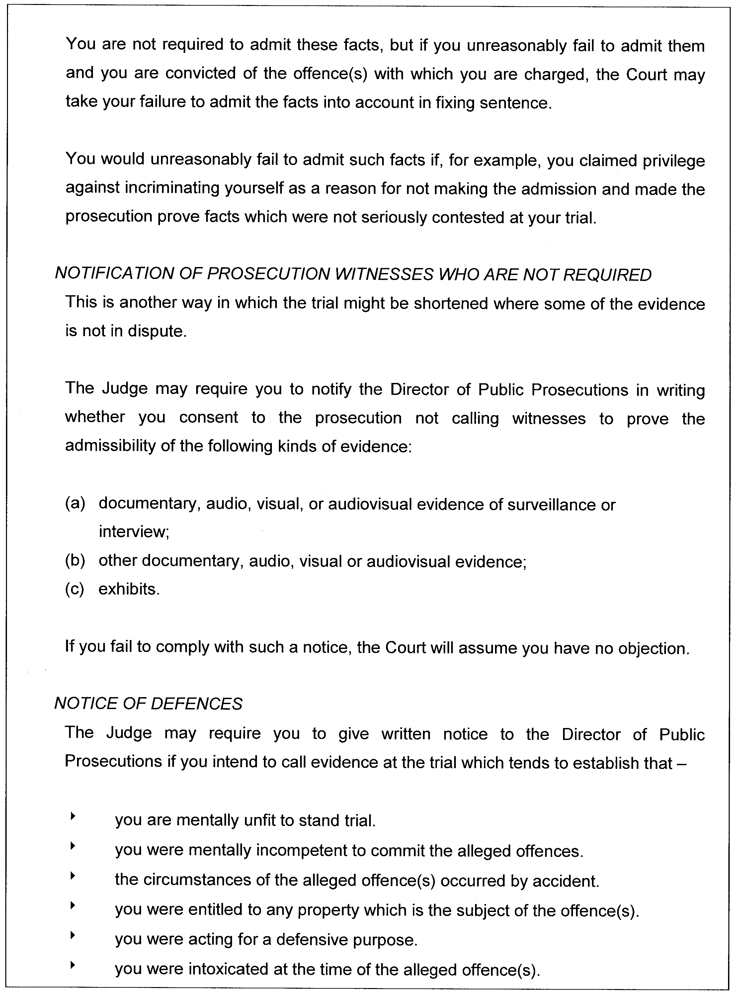 You are not required to admit these facts, but if you unreasonably fail to admit them
and you are convicted of the offence(s) with which you are charged, the Court may
take your failure to admit the facts into account in fixing sentence.
You would unreasonably fail to admit such facts if, for example, you claimed privilege
against incriminating yourself as a reason for not making the admission and made the
prosecution prove facts which were not seriously contested at your trial.
NOTIFICATION OF PROSECUTION WITNESSES WHO ARE NOT REQUIRED
This is another way in which the trial might be shortened where some of the evidence
is not in dispute.
The Judge may require you to notify the Director of Public Prosecutions in writing
whether you consent to the prosecution not calling witnesses to prove the
admissibility of the following kinds of evidence:
(a) documentary, audio, visual, or audiovisual evidence of surveillance or
interview;
(b) other documentary, audio, visual or audiovisual evidence;
(c) exhibits.
If you fail to comply with such a notice, the Court will assume you have no objection.
NOTICE OF DEFENCES
The Judge may require you to give written notice to the Director of Public
Prosecutions if you intend to call evidence at the trial which tends to establish that –
‣ you are mentally unfit to stand trial.
‣ you were mentally incompetent to commit the alleged offences.
‣ the circumstances of the alleged offence(s) occurred by accident.
‣ you were entitled to any property which is the subject of the offence(s).
‣ you were acting for a defensive purpose.
‣ you were intoxicated at the time of the alleged offence(s).